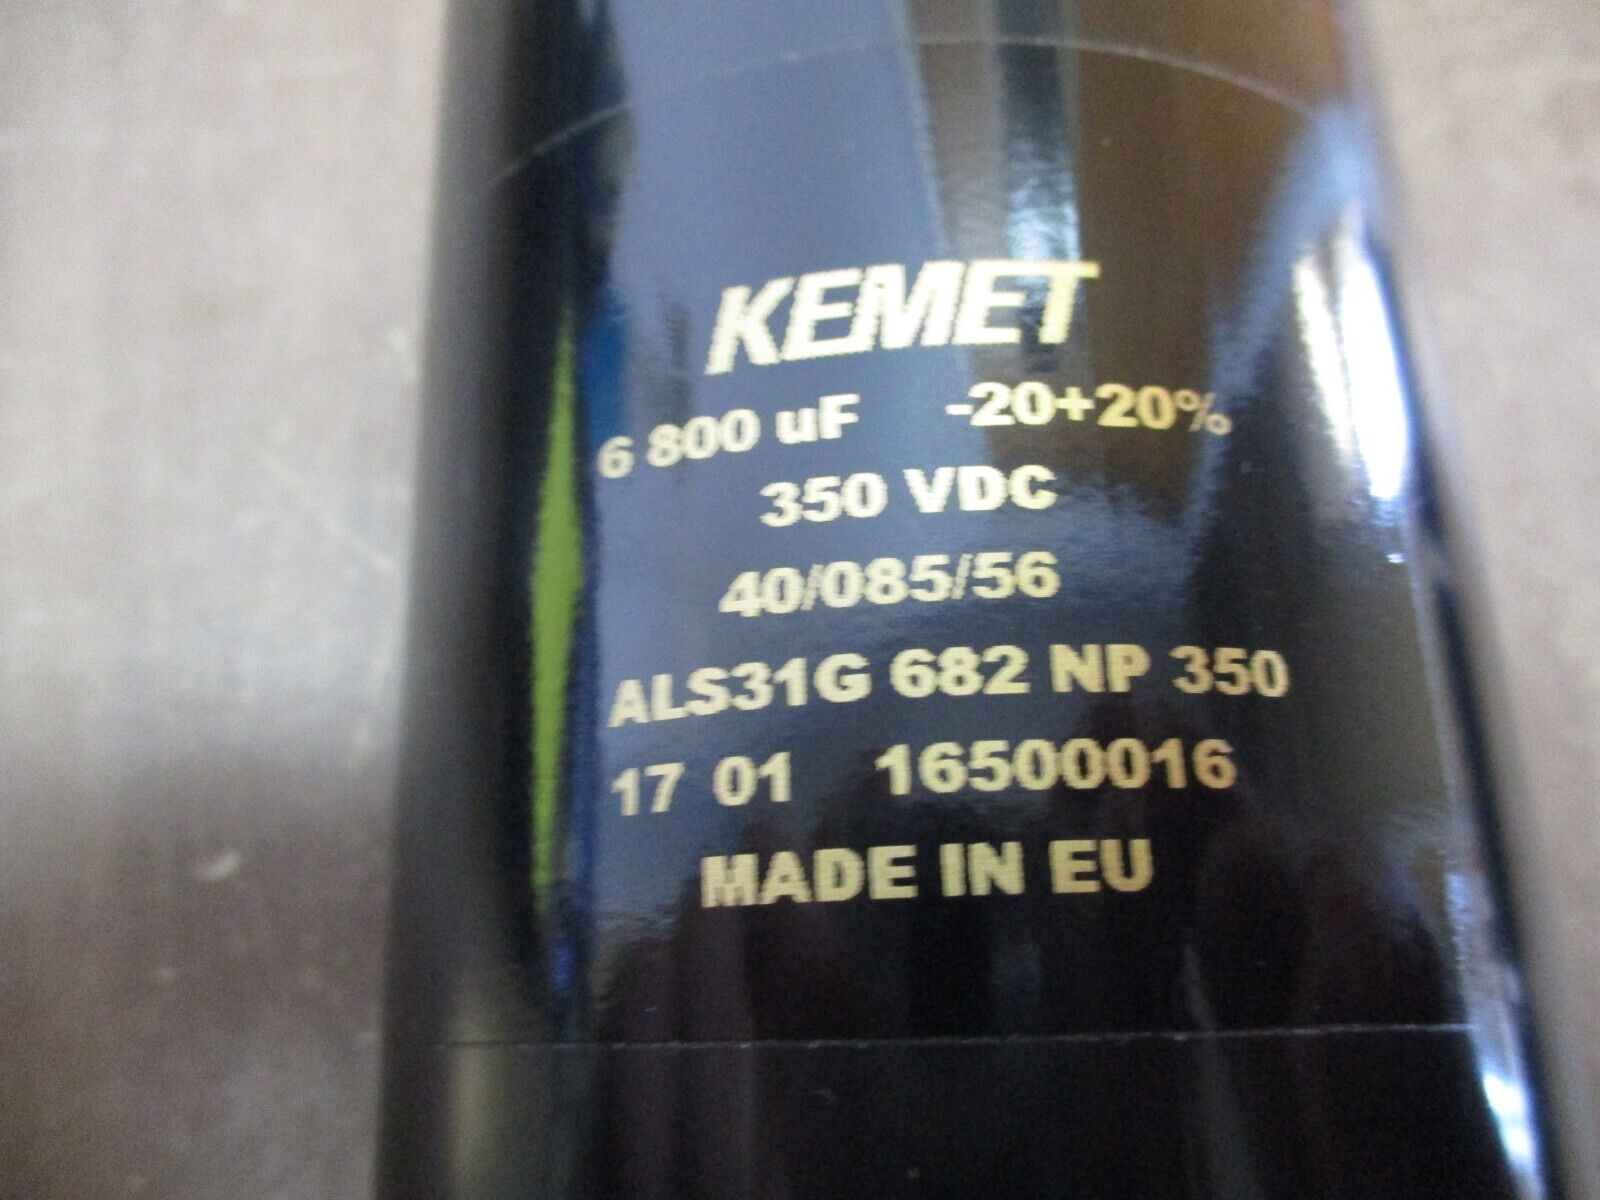 KEMET
6 800 uF -20+20%
350 VDC
40/085/56
ALS31G 682 NP 350
17 01 16500016
MADE IN EU